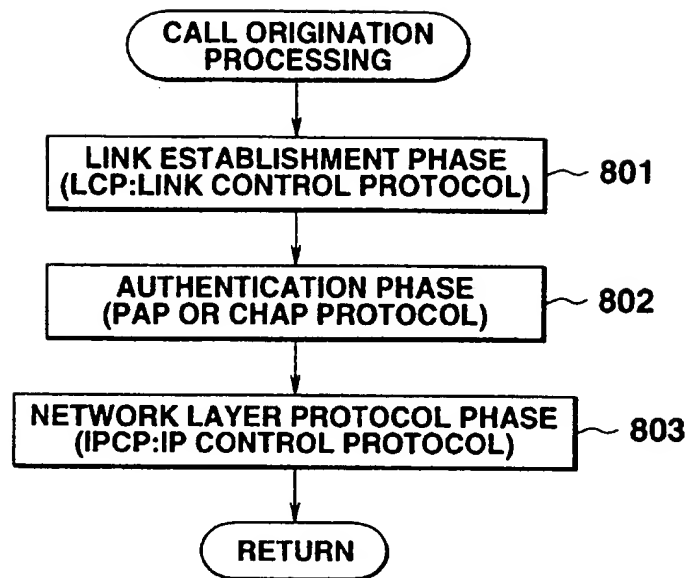 CALL ORIGINATION
PROCESSING
LINK ESTABLISHMENT PHASE
(LCP:LINK CONTROL PROTOCOL)
801
AUTHENTICATION PHASE
(PAP OR CHAP PROTOCOL)
802
NETWORK LAYER PROTOCOL PHASE
(IPCP:IP CONTROL PROTOCOL)
803
RETURN